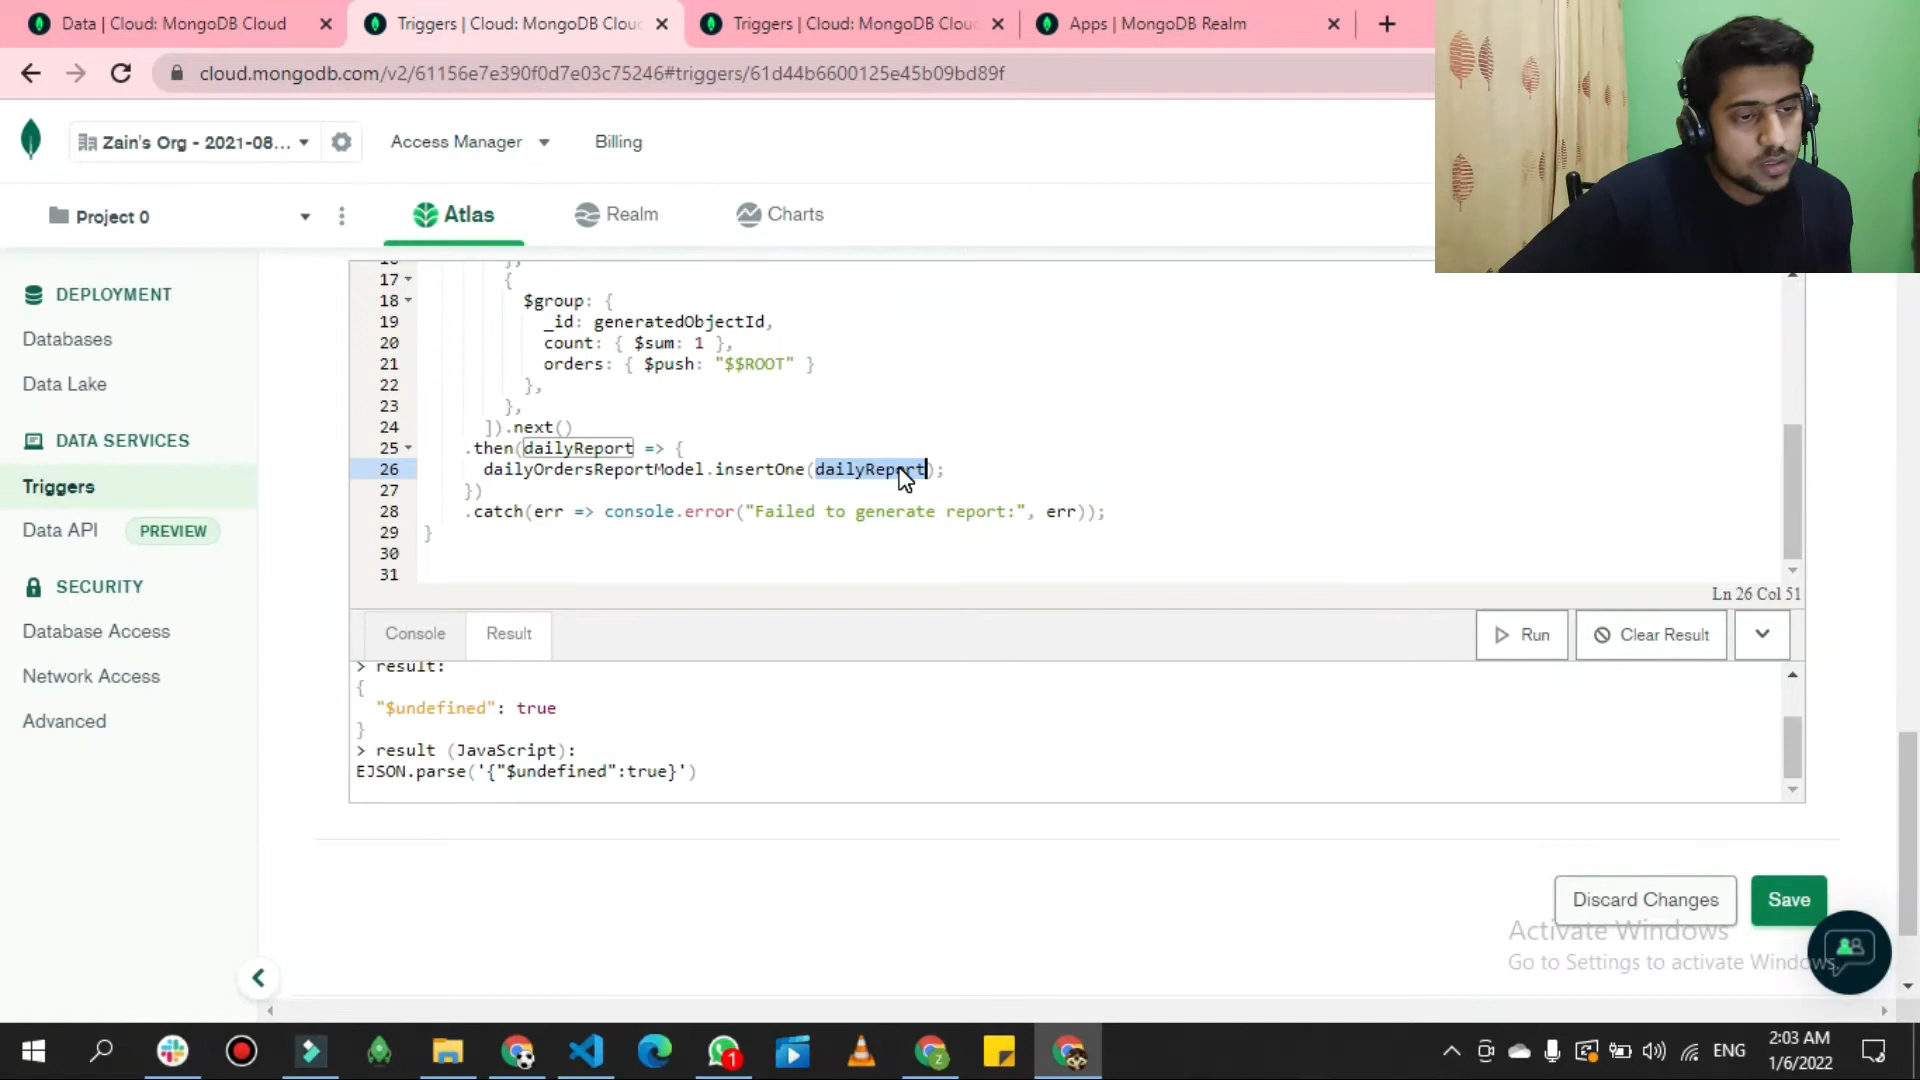 Data | Cloud: MongoDB Cloud
Triggers | Cloud: MongoDB Clou
Triggers | Cloud: MongoDB Clou
Apps | MongoDB Realm
cloud.mongodb.com/v2/61156e7e390f0d7e03c75246#triggers/61d44b6600125e45b09bd89f
Zain's Org - 2021-08...
Access Manager
Billing
Project 0
Atlas
Realm
Charts
DEPLOYMENT
Databases
Data Lake
DATA SERVICES
Triggers
Data API PREVIEW
SECURITY
Database Access
Network Access
Advanced
16 },
17 {
18 $group: {
19 _id: generatedObjectId,
20 count: { $sum: 1 },
21 orders: { $push: "$$ROOT" }
22 },
23 },
24 ]).next()
25 .then(dailyReport => {
26 dailyOrdersReportModel.insertOne(dailyReport);
27 })
28 .catch(err => console.error("Failed to generate report:", err));
29 }
30
31
Ln 26 Col 51
Console
Result
Run
Clear Result
> result:
{
"$undefined": true
}
> result (JavaScript):
EJSON.parse('{"$undefined":true}')
Discard Changes
Save
Activate Windows
Go to Settings to activate Windows.
1
z
ENG
2:03 AM
1/6/2022